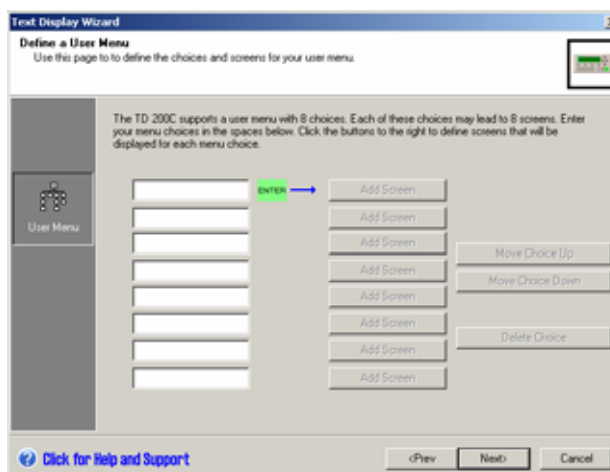 Text Display Wizard
Define a User Menu
Use this page to to define the choices and screens for your user menu.
The TD 200C supports a user menu with 8 choices. Each of these choices may lead to 8 screens. Enter
your menu choices in the spaces below. Click the buttons to the right to define screens that will be
displayed for each menu choice.
ENTER
Add Screen
Add Screen
Add Screen
Add Screen
Add Screen
Add Screen
Add Screen
Add Screen
User Menu
Move Choice Up
Move Choice Down
Delete Choice
Click for Help and Support
<Prev
Next>
Cancel